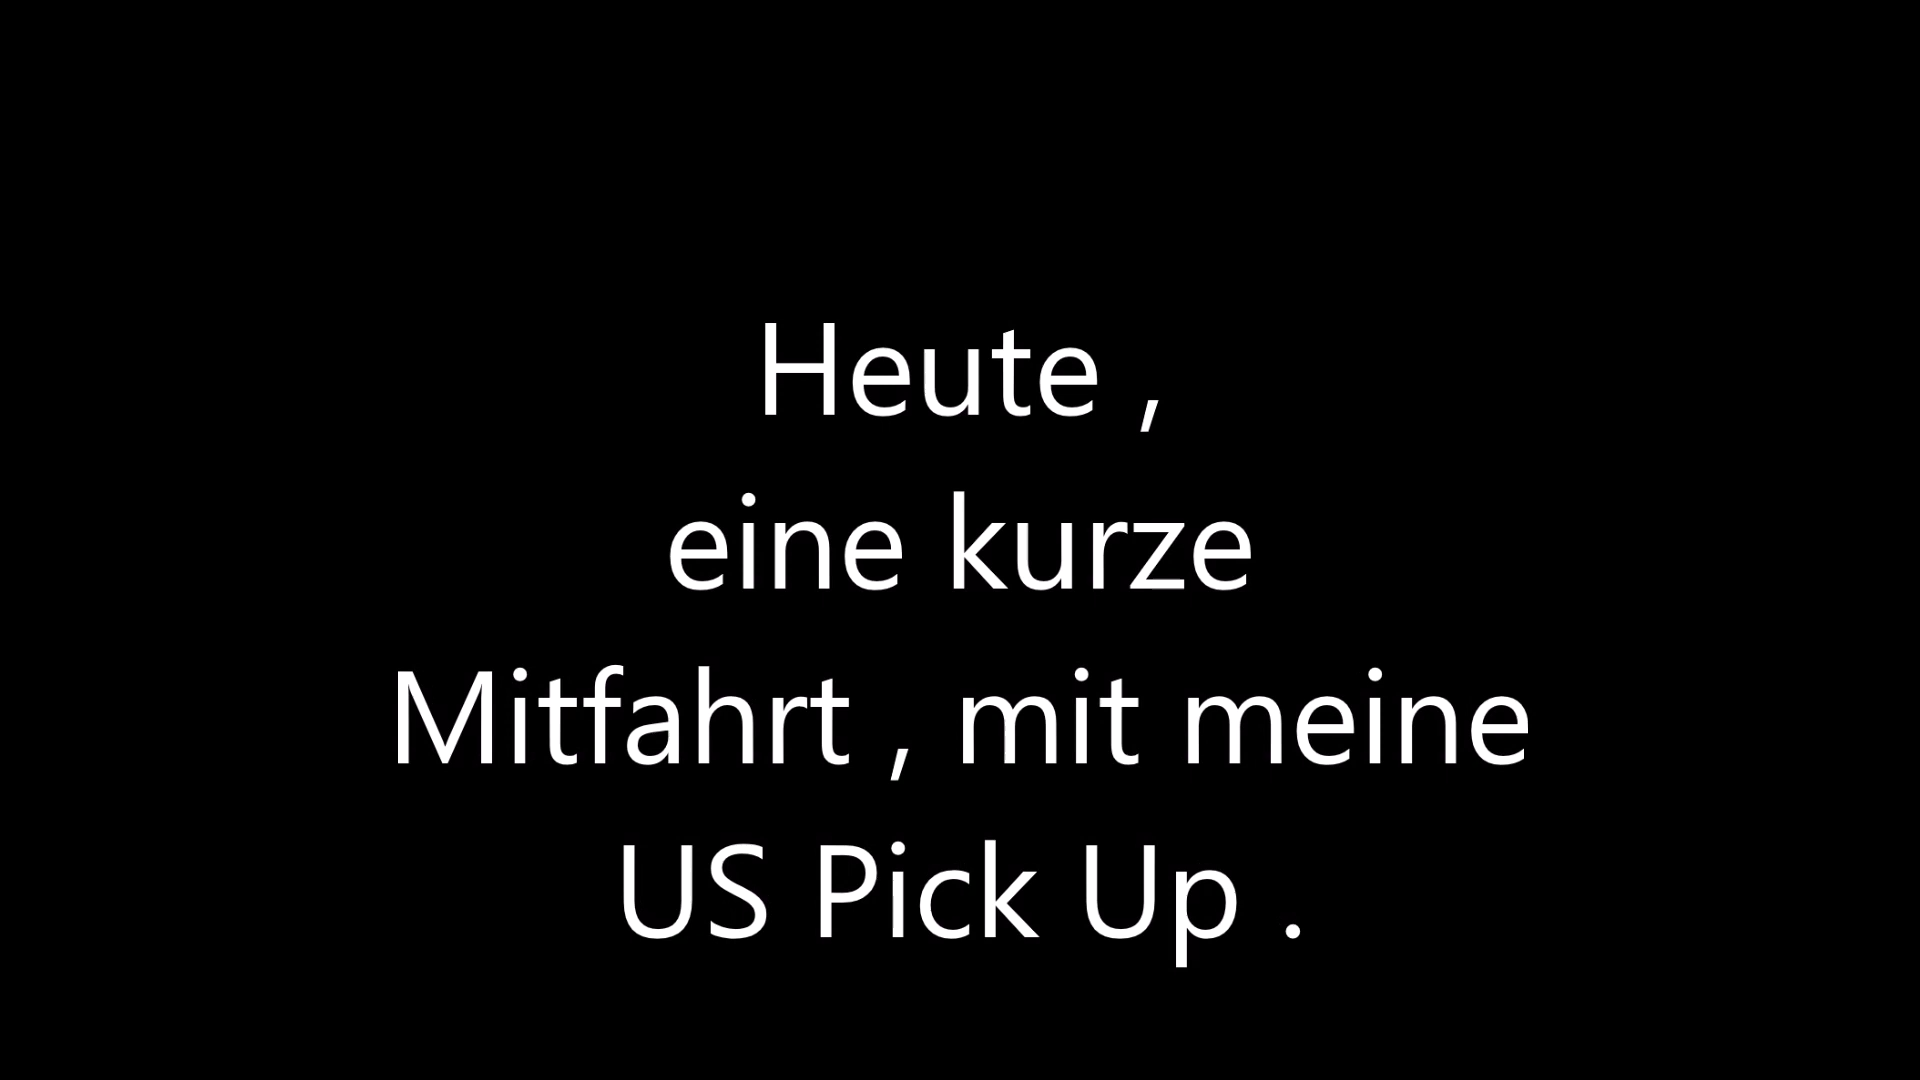 Heute ,
eine kurze
Mitfahrt , mit meine
US Pick Up .